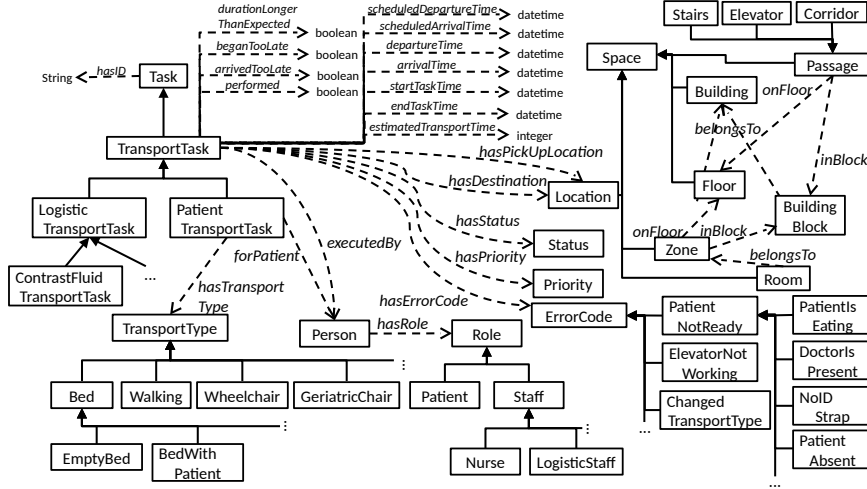 durationLonger
ThanExpected
boolean
beganTooLate
boolean
arrivedTooLate
boolean
performed
boolean
scheduledDepartureTime
datetime
scheduledArrivalTime
datetime
departureTime
datetime
arrivalTime
datetime
startTaskTime
datetime
endTaskTime
datetime
estimatedTransportTime
integer
Stairs
Elevator
Corridor
Space
Passage
String
hasID
Task
Building
onFloor
belongsTo
inBlock
TransportTask
hasPickUpLocation
hasDestination
Location
Floor
Building
Block
Logistic
TransportTask
Patient
TransportTask
hasStatus
Status
onFloor
inBlock
Zone
belongsTo
Room
executedBy
forPatient
hasPriority
Priority
ContrastFluid
TransportTask
...
hasTransport
Type
hasErrorCode
ErrorCode
TransportType
Person
hasRole
Role
Patient
NotReady
PatientIs
Eating
ElevatorNot
Working
DoctorIs
Present
Changed
TransportType
NoID
Strap
Patient
Absent
...
...
...
Bed
Walking
Wheelchair
GeriatricChair
Patient
Staff
...
...
EmptyBed
BedWith
Patient
Nurse
LogisticStaff